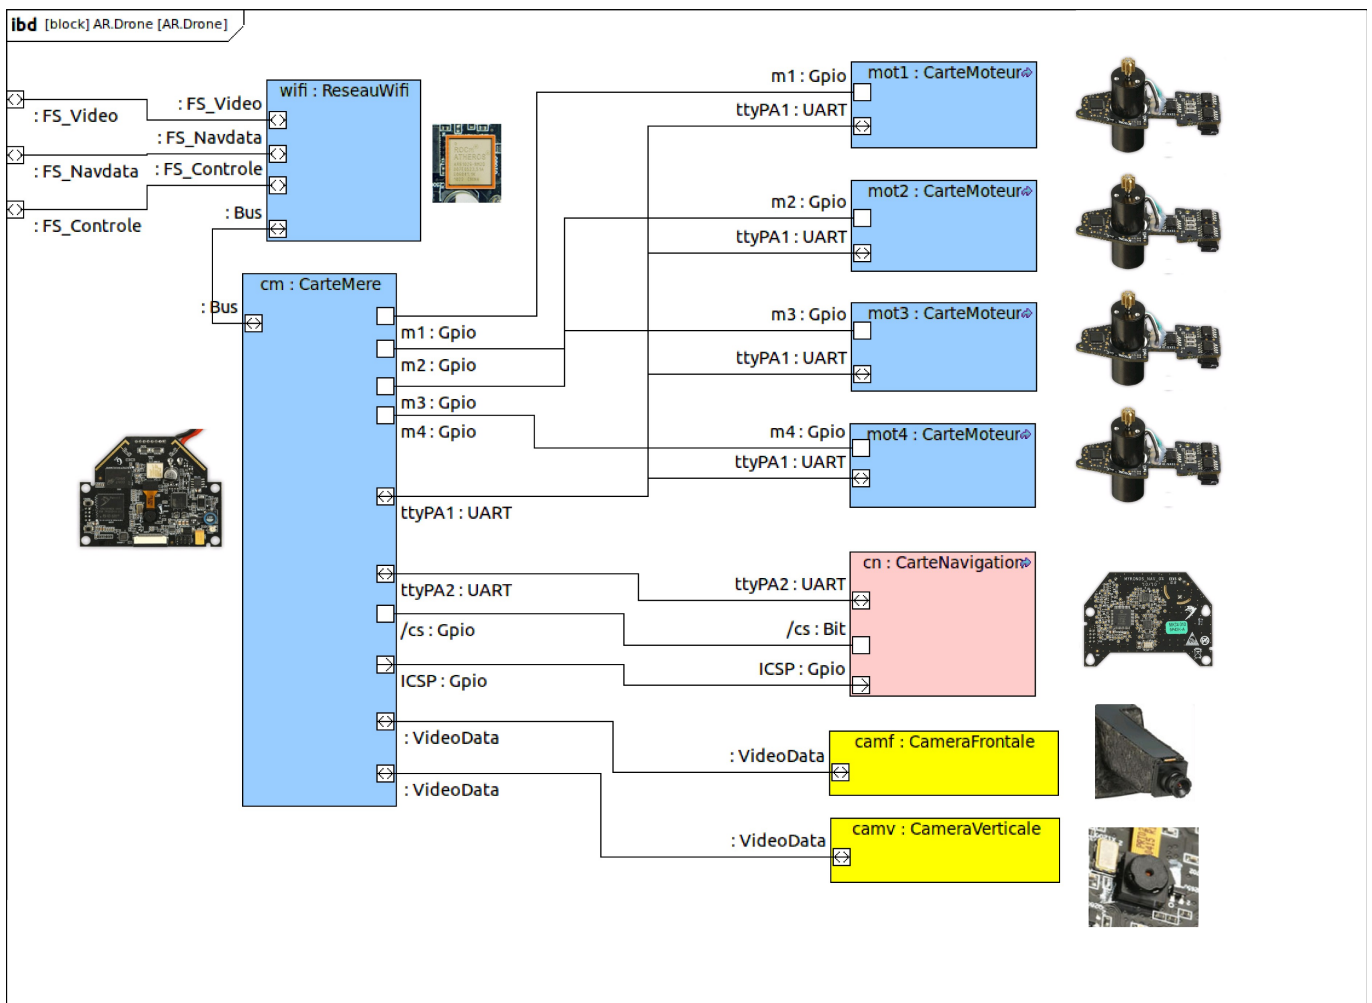 ibd [block] AR.Drone [AR.Drone]
wifi : ReseauWifi
: FS_Video
: FS_Video
: FS_Navdata
: FS_Navdata
: FS_Controle
: FS_Controle
: Bus
: Bus
cm : CarteMere
m1 : Gpio
m2 : Gpio
m3 : Gpio
m4 : Gpio
ttyPA1 : UART
ttyPA2 : UART
/cs : Gpio
ICSP : Gpio
: VideoData
: VideoData
m1 : Gpio
mot1 : CarteMoteur
ttyPA1 : UART
m2 : Gpio
mot2 : CarteMoteur
ttyPA1 : UART
m3 : Gpio
mot3 : CarteMoteur
ttyPA1 : UART
m4 : Gpio
mot4 : CarteMoteur
ttyPA1 : UART
cn : CarteNavigation
ttyPA2 : UART
/cs : Bit
ICSP : Gpio
camf : CameraFrontale
: VideoData
camv : CameraVerticale
: VideoData
ROCm
ATHEROS